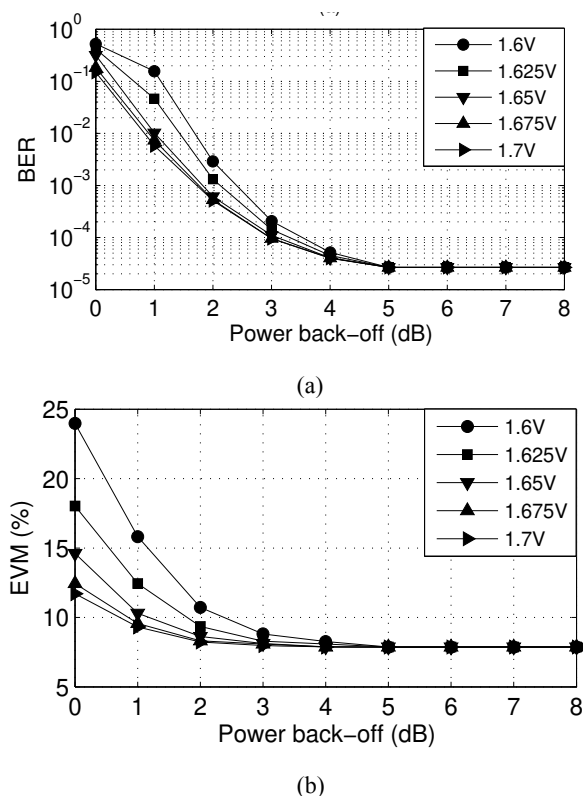 10^0
10^-1
10^-2
10^-3
10^-4
10^-5
BER
0 1 2 3 4 5 6 7 8
Power back-off (dB)
1.6V
1.625V
1.65V
1.675V
1.7V
(a)
25
20
15
10
5
EVM (%)
0 1 2 3 4 5 6 7 8
Power back-off (dB)
1.6V
1.625V
1.65V
1.675V
1.7V
(b)